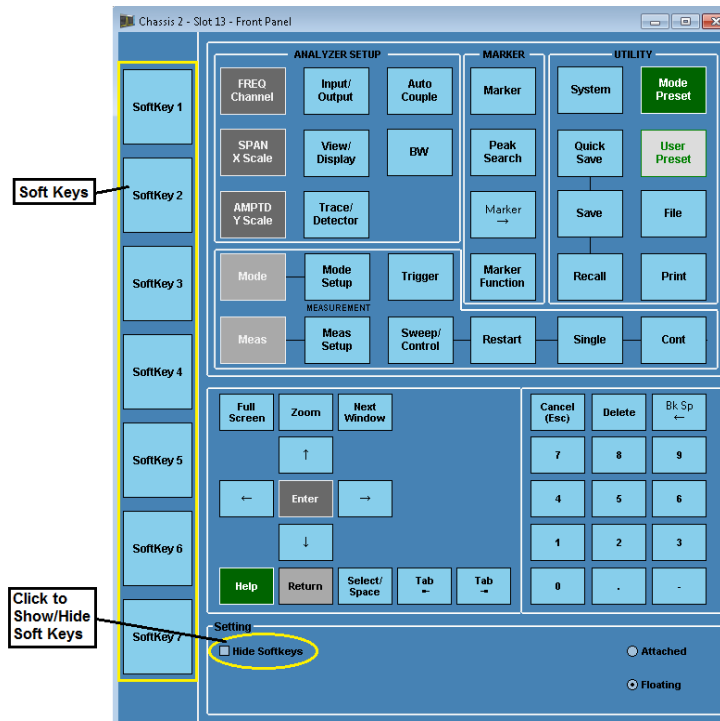 Chassis 2 - Slot 13 - Front Panel
SoftKey 1
SoftKey 2
SoftKey 3
SoftKey 4
SoftKey 5
SoftKey 6
SoftKey 7
Soft Keys
Click to
Show/Hide
Soft Keys
ANALYZER SETUP
FREQ
Channel
Input/
Output
Auto
Couple
SPAN
X Scale
View/
Display
BW
AMPTD
Y Scale
Trace/
Detector
MARKER
Marker
Peak
Search
Marker
→
Marker
Function
UTILITY
System
Mode
Preset
Quick
Save
User
Preset
Save
File
Recall
Print
Mode
Mode
Setup
Trigger
MEASUREMENT
Meas
Meas
Setup
Sweep/
Control
Restart
Single
Cont
Full
Screen
Zoom
Next
Window
↑
←
Enter
→
↓
Help
Return
Select/
Space
Tab
⇤
Tab
⇥
Cancel
(Esc)
Delete
Bk Sp
←
7
8
9
4
5
6
1
2
3
0
.
-
Setting
Hide Softkeys
Attached
Floating